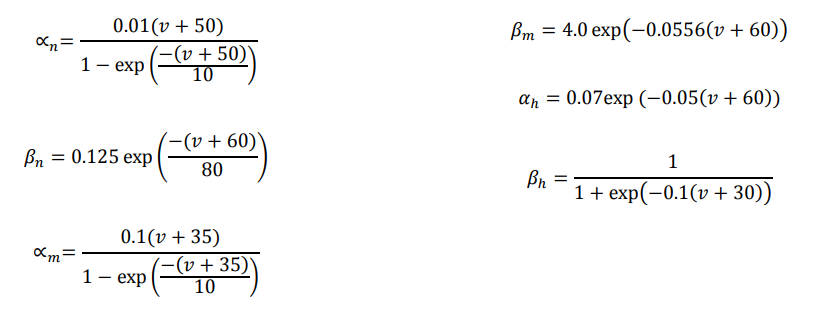 ∝n= 0.01(v + 50) / 1 − exp(−(v + 50) / 10)
βn = 0.125 exp(−(v + 60) / 80)
∝m= 0.1(v + 35) / 1 − exp(−(v + 35) / 10)
βm = 4.0 exp(−0.0556(v + 60))
αh = 0.07exp (−0.05(v + 60))
βh = 1 / 1 + exp(−0.1(v + 30))